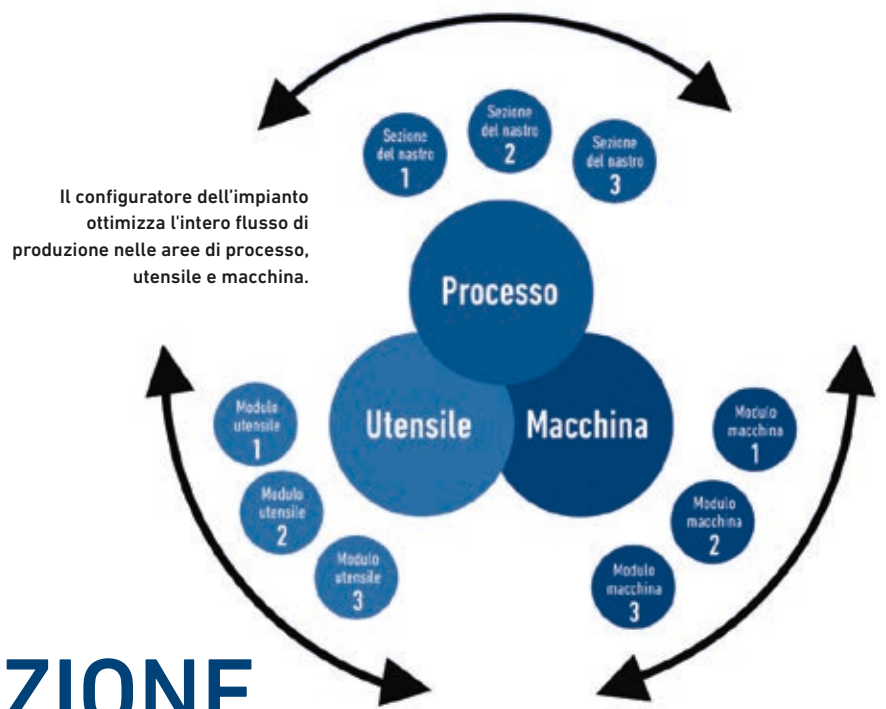 Sezione
del nastro
1
Sezione
del nastro
2
Sezione
del nastro
3
Il configuratore dell’impianto
ottimizza l'intero flusso di
produzione nelle aree di processo,
utensile e macchina.
Processo
Utensile
Macchina
Modulo
utensile
1
Modulo
utensile
2
Modulo
utensile
3
Modulo
macchina
1
Modulo
macchina
2
Modulo
macchina
3
ZIONE